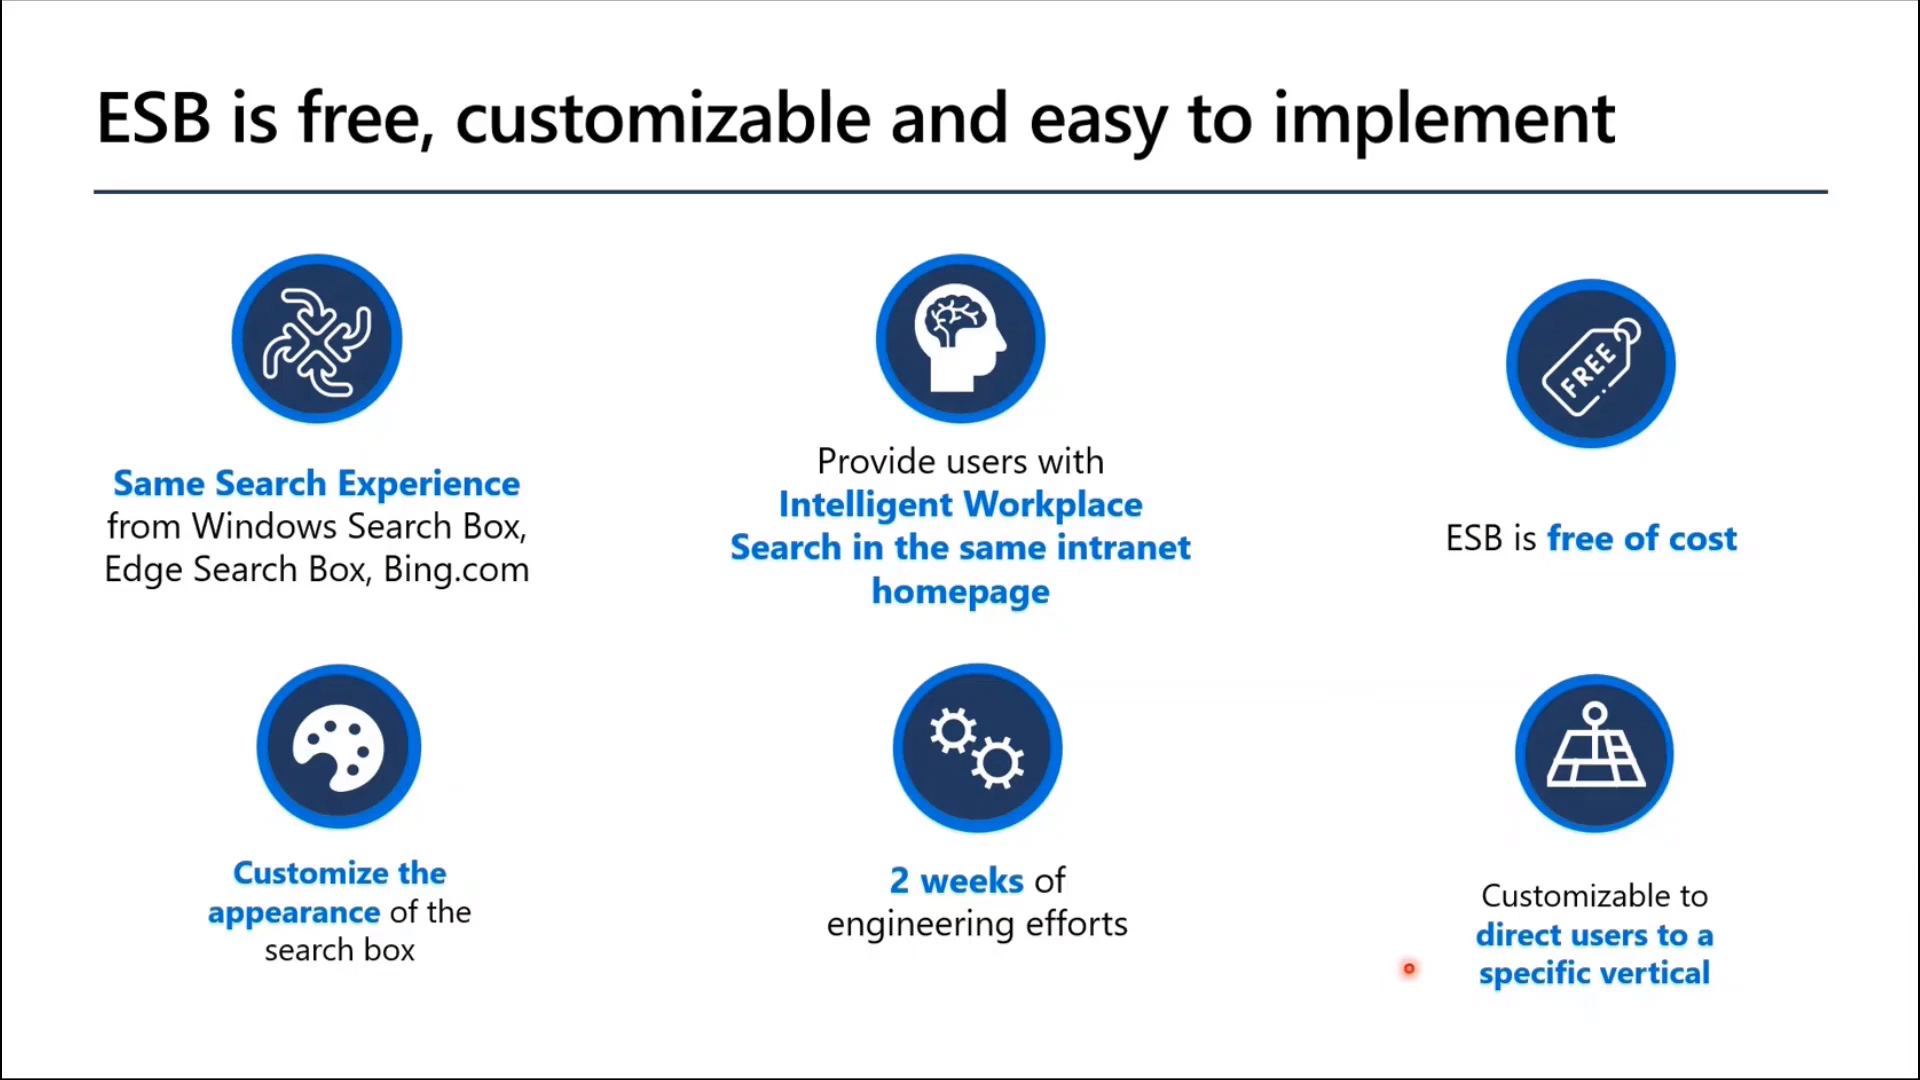 ESB is free, customizable and easy to implement
Same Search Experience
from Windows Search Box,
Edge Search Box, Bing.com
Provide users with
Intelligent Workplace
Search in the same intranet
homepage
FREE
ESB is free of cost
Customize the
appearance of the
search box
2 weeks of
engineering efforts
Customizable to
direct users to a
specific vertical